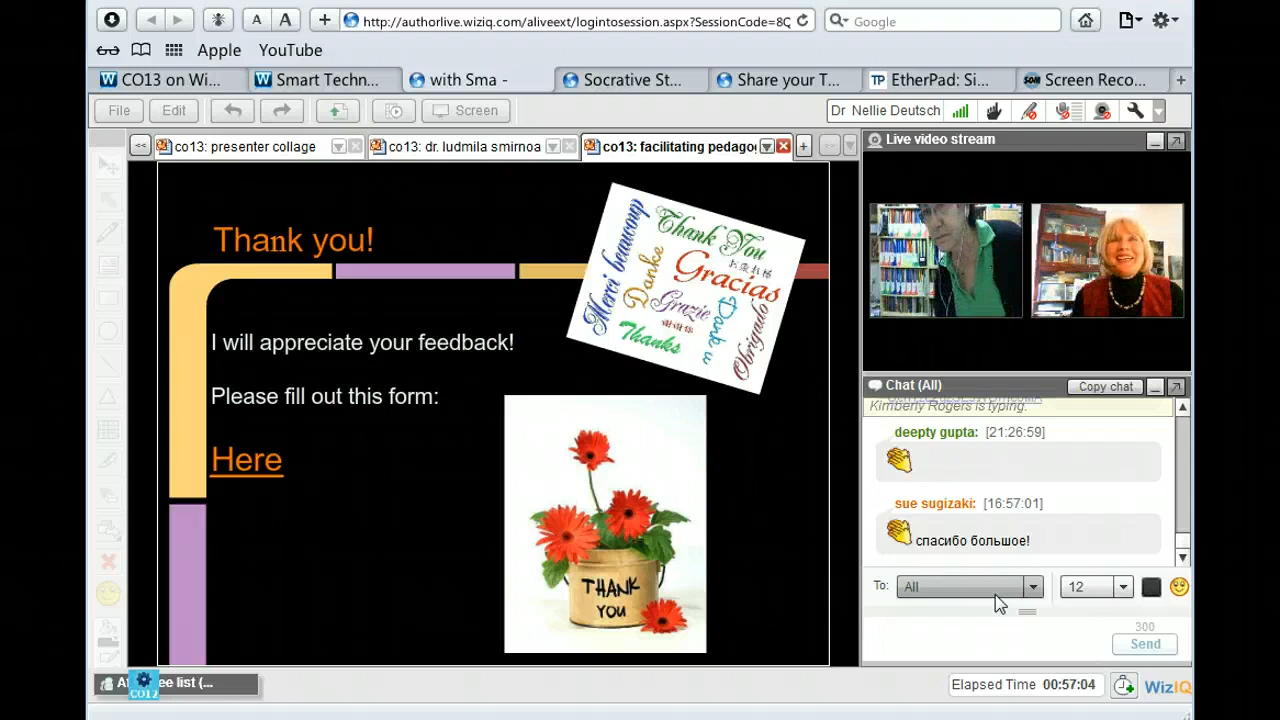 http://authorlive.wiziq.com/aliveext/logintosession.aspx?SessionCode=8Q
Google
Apple
YouTube
CO13 on Wi...
Smart Techn...
with Sma -
Socrative St...
Share your T...
EtherPad: Si...
Screen Reco...
File
Edit
Screen
Dr Nellie Deutsch
co13: presenter collage
co13: dr. ludmila smirnoa
co13: facilitating pedagog
Live video stream
Thank you!
I will appreciate your feedback!
Please fill out this form:
Here
Merci beaucoup
Danke
Thank You
Gracias
Grazie
Thanks
Dank u
Obrigado
THANK
YOU
Chat (All)
Copy chat
Kimberly Rogers is typing.
deepty gupta: [21:26:59]
sue sugizaki: [16:57:01]
спасибо большое!
To: All
12
300
Send
CO12
Elapsed Time 00:57:04
WizIQ